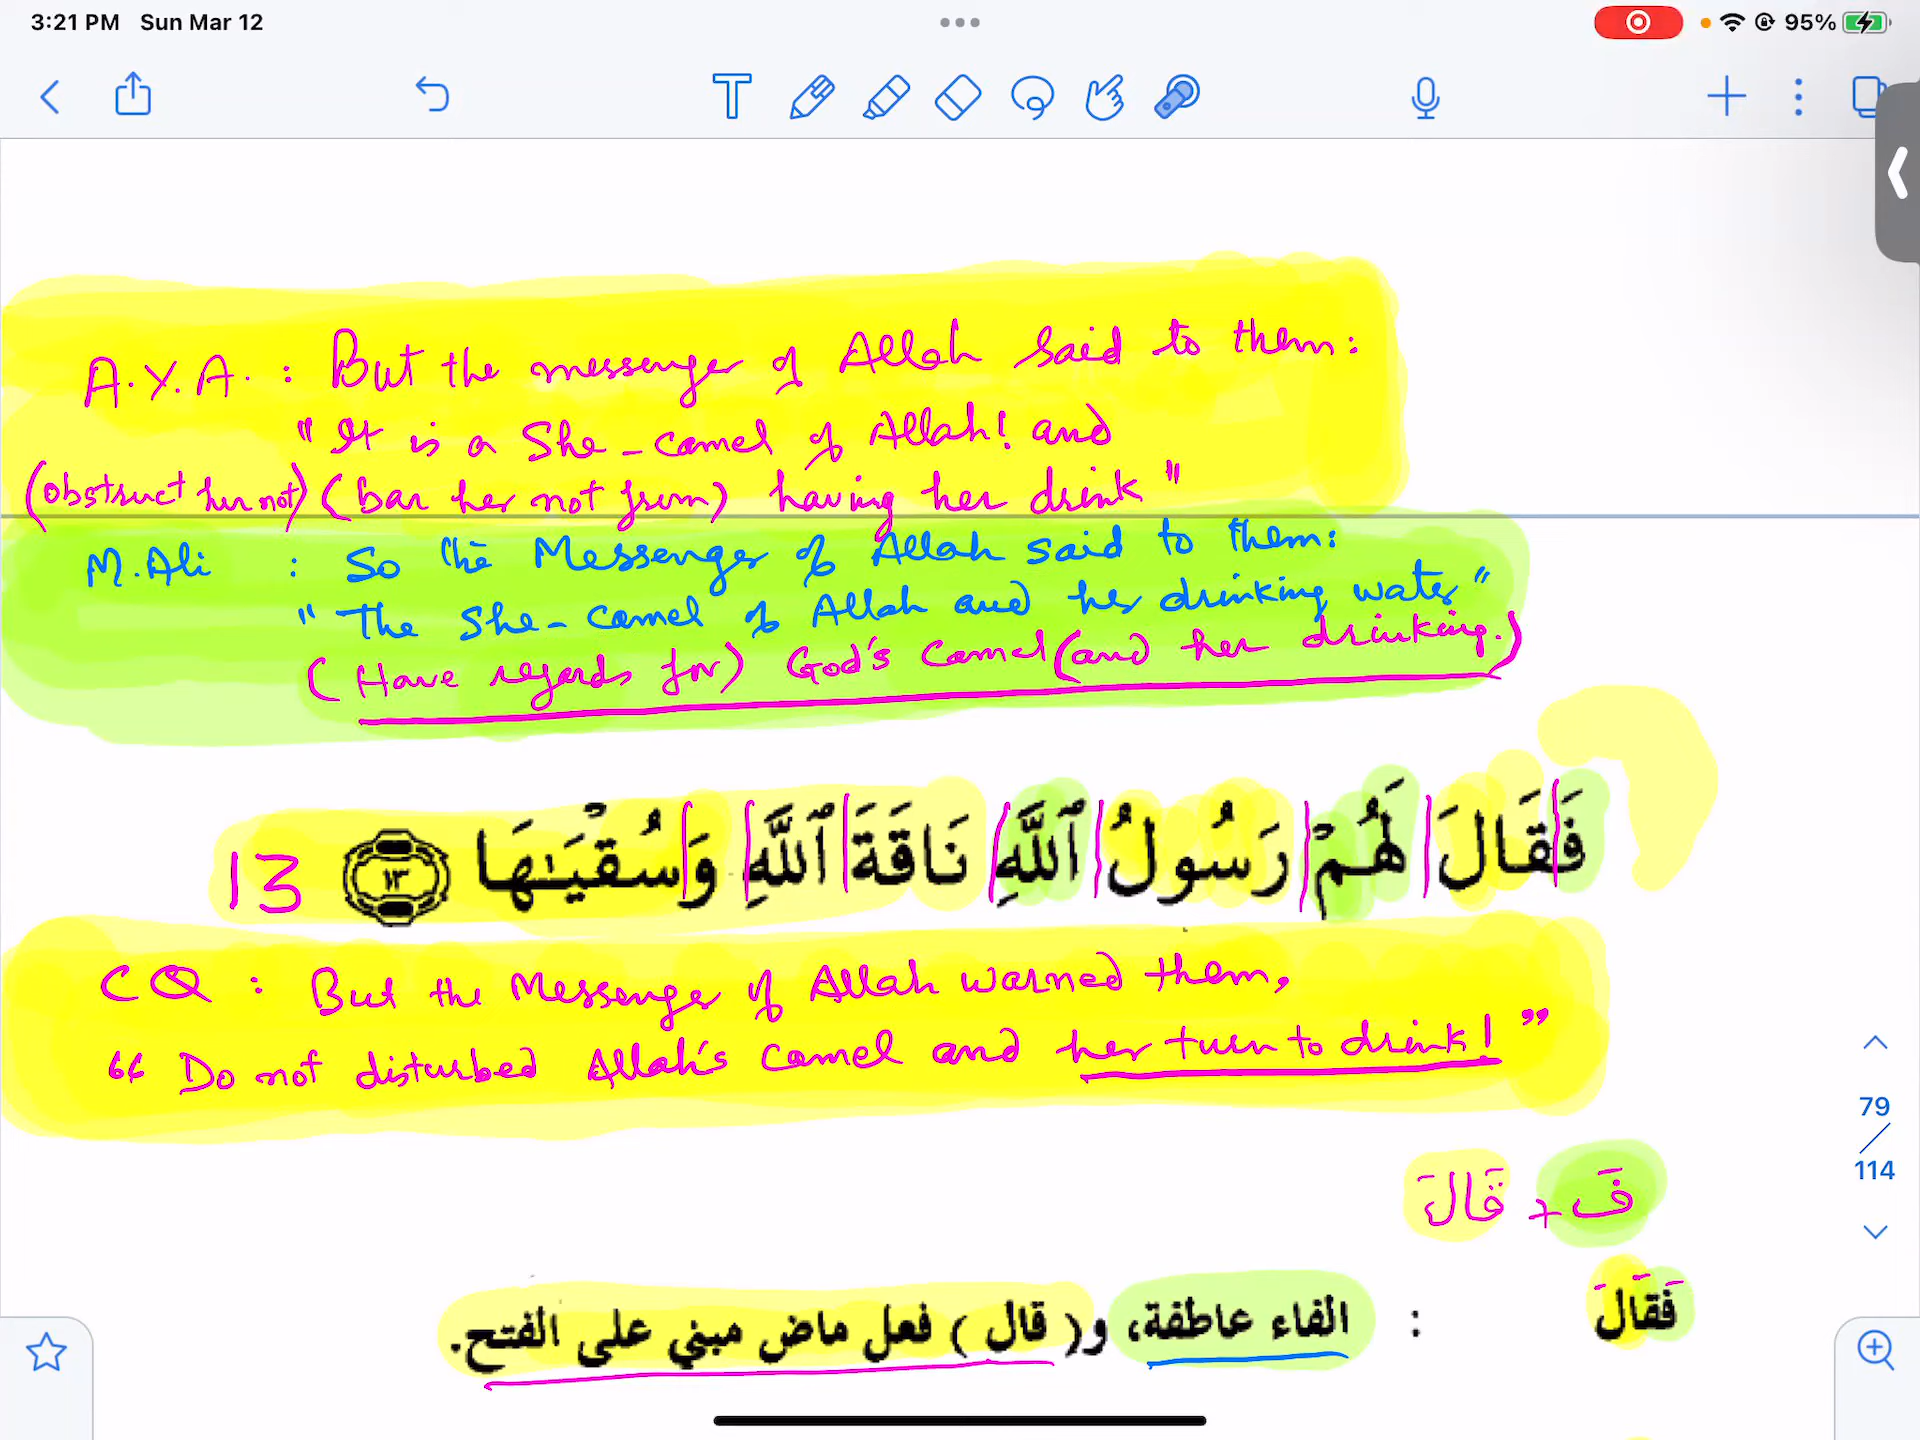 3:21 PM Sun Mar 12
95%
A.Y.A. : But the messenger of Allah said to them:
"It is a She-camel of Allah! and
(obstruct her not) (bar her not from) having her drink"
M.Ali : So the Messenger of Allah said to them:
"The She-camel of Allah and her drinking water"
(Have regards for) God's camel (and her drinking.)
فَقَالَ لَهُمْ رَسُولُ ٱللَّهِ نَاقَةَ ٱللَّهِ وَسُقْيَـٰهَا ١٣ 13
CQ : But the Messenger of Allah warned them,
“Do not disturbed Allah's camel and her turn to drink!”
79
/
114
فَ + قَالَ
فَقَالَ : الفاء عاطفة، و( قال ) فعل ماض مبني على الفتح.